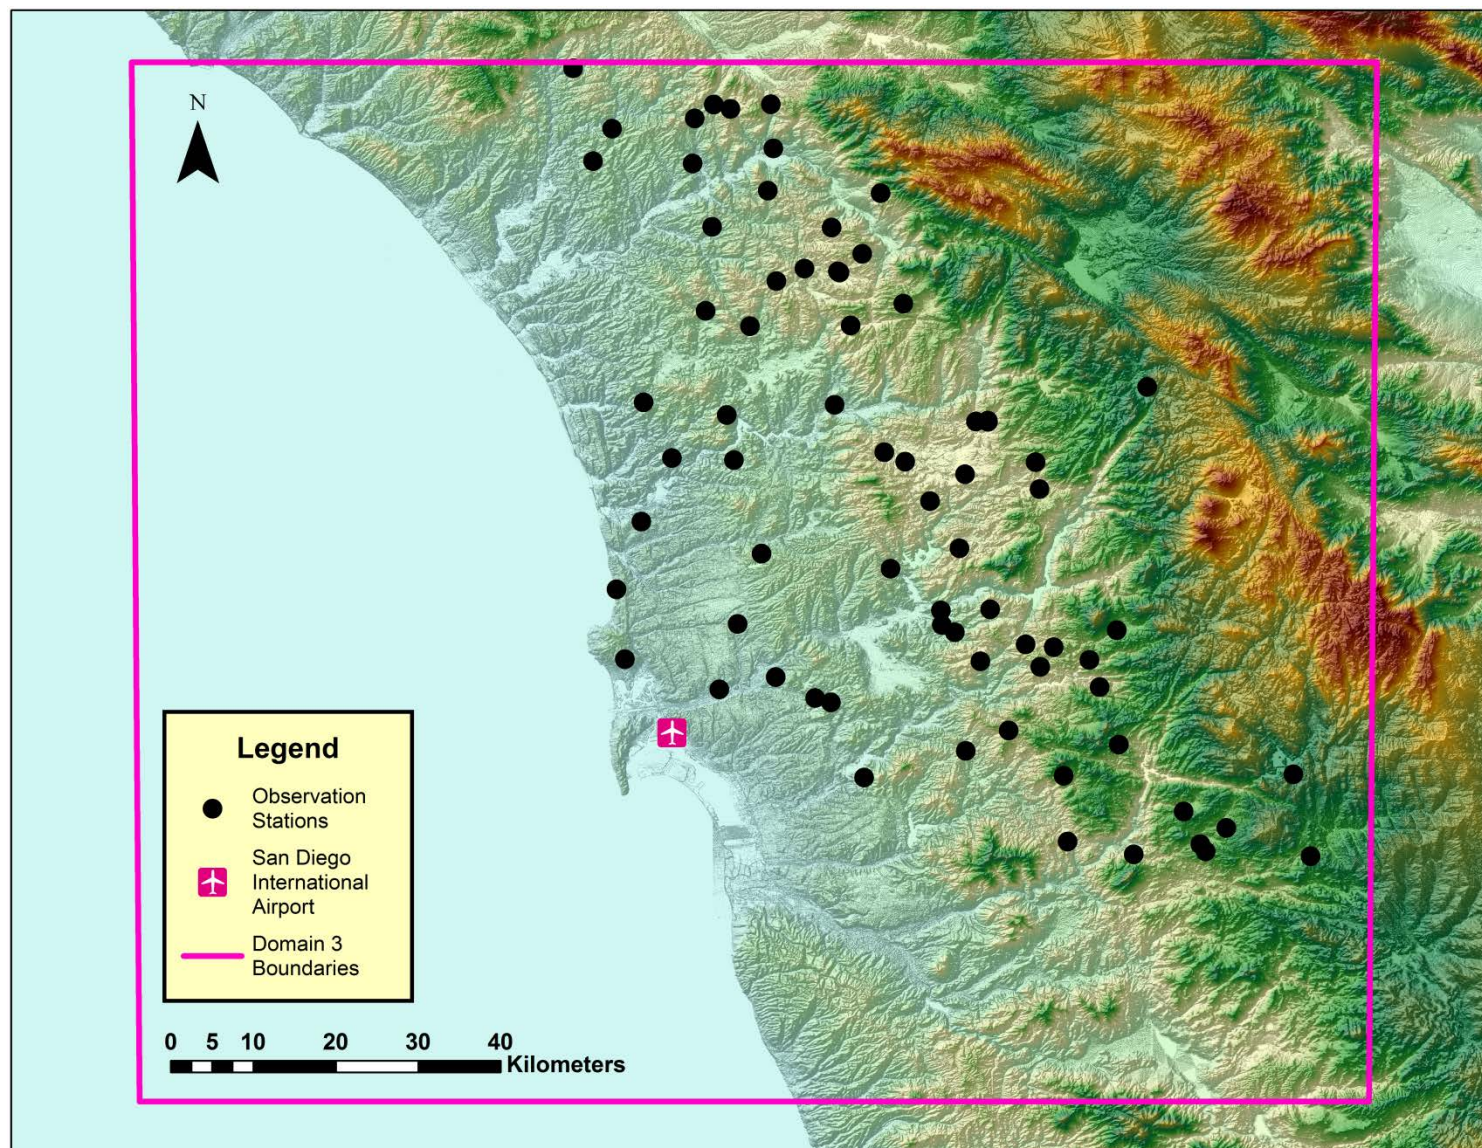 N
Legend
Observation
Stations
San Diego
International
Airport
Domain 3
Boundaries
0 5 10 20 30 40
Kilometers